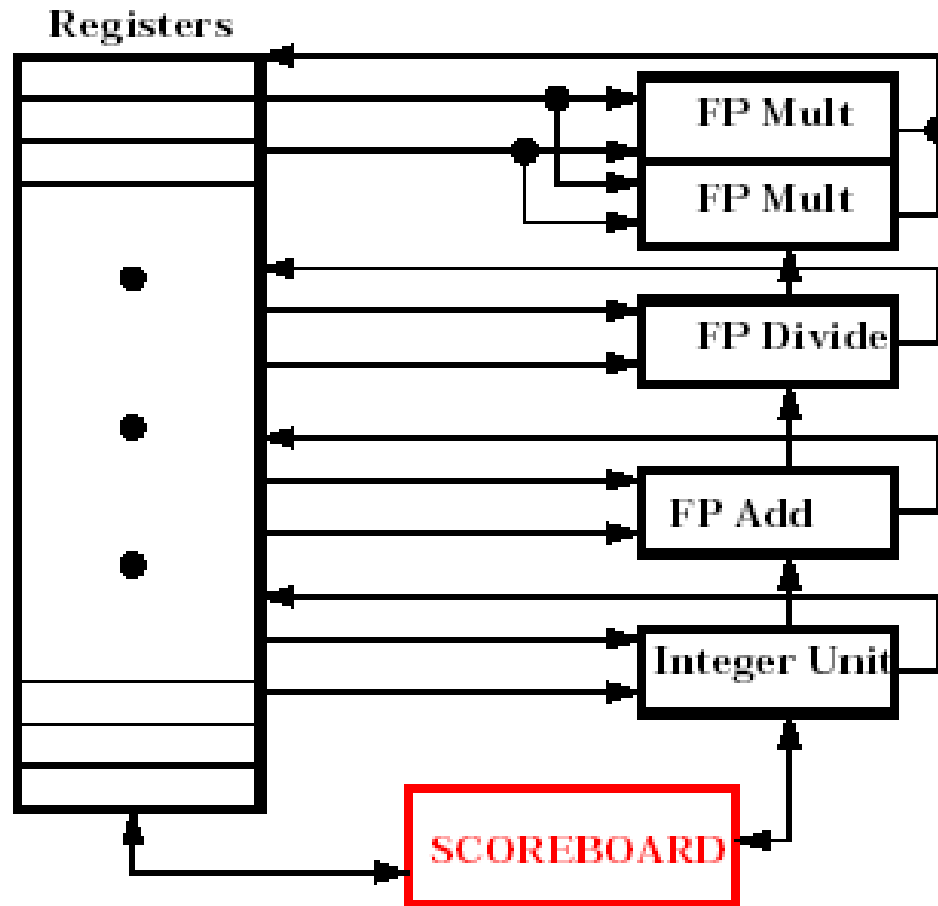 Registers
FP Mult
FP Mult
FP Divide
FP Add
Integer Unit
SCOREBOARD